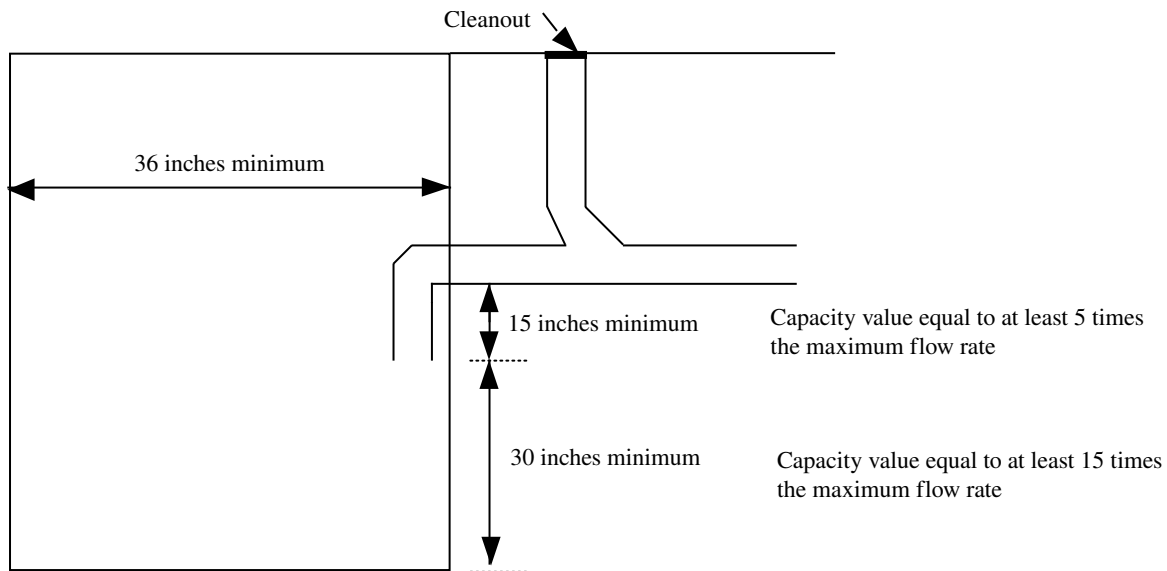 Cleanout
36 inches minimum
15 inches minimum
Capacity value equal to at least 5 times
the maximum flow rate
30 inches minimum
Capacity value equal to at least 15 times
the maximum flow rate